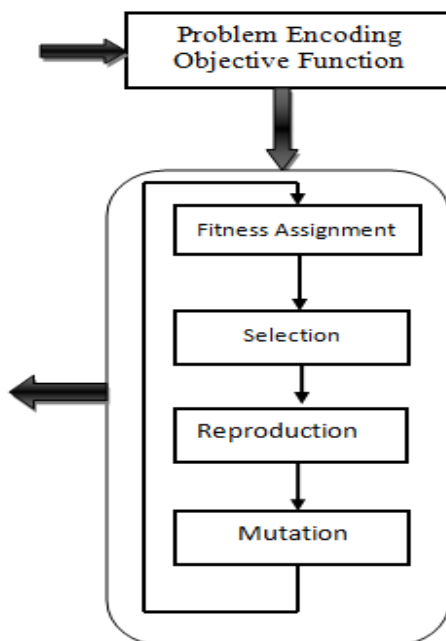 Problem Encoding
Objective Function
Fitness Assignment
Selection
Reproduction
Mutation